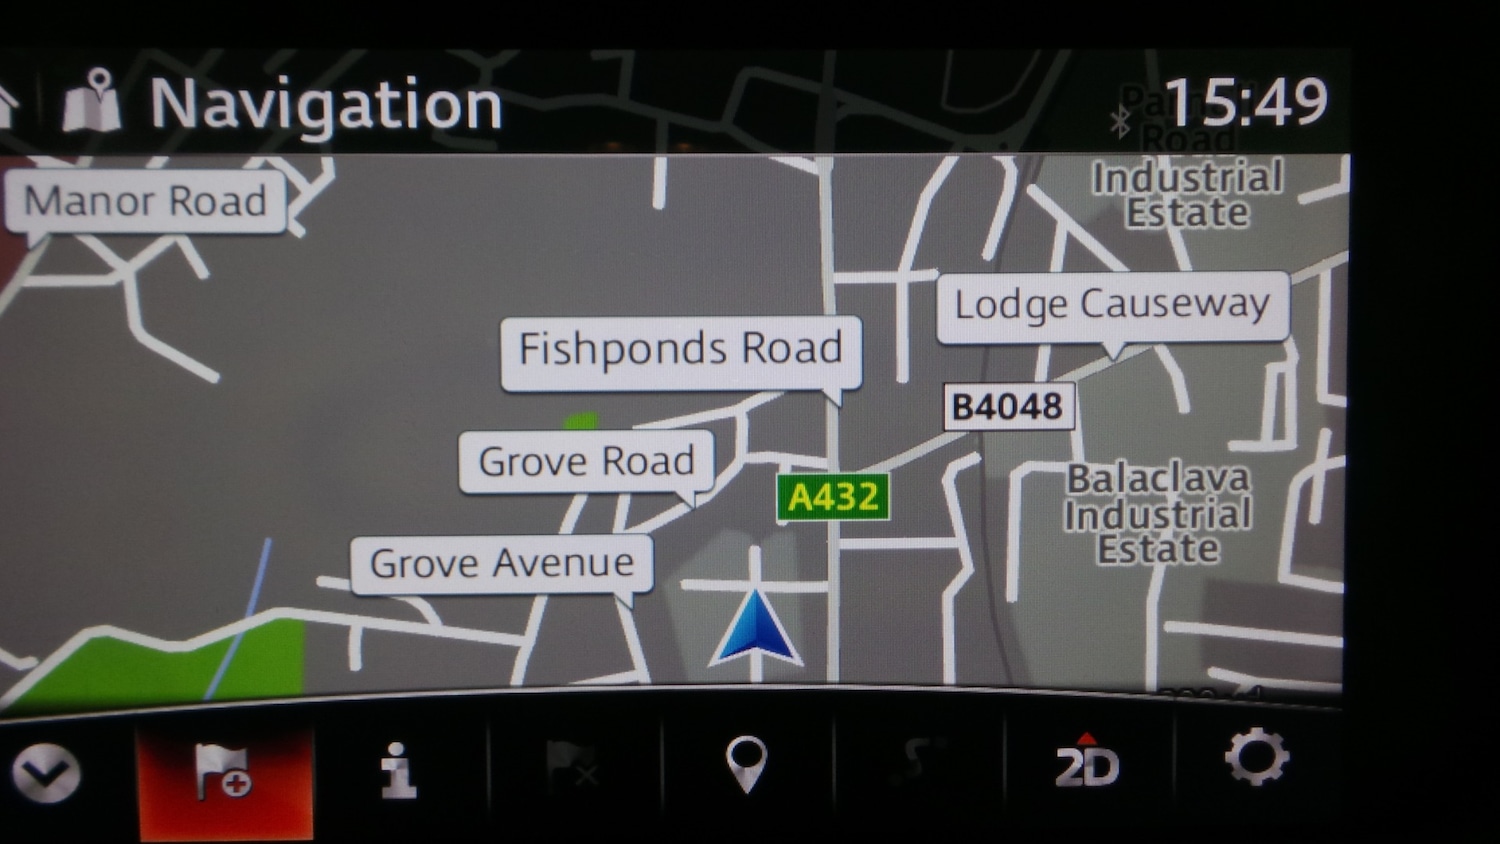 Navigation
15:49
Road
Industrial
Estate
Manor Road
Lodge Causeway
Fishponds Road
B4048
Grove Road
A432
Balaclava
Industrial
Estate
Grove Avenue
2D